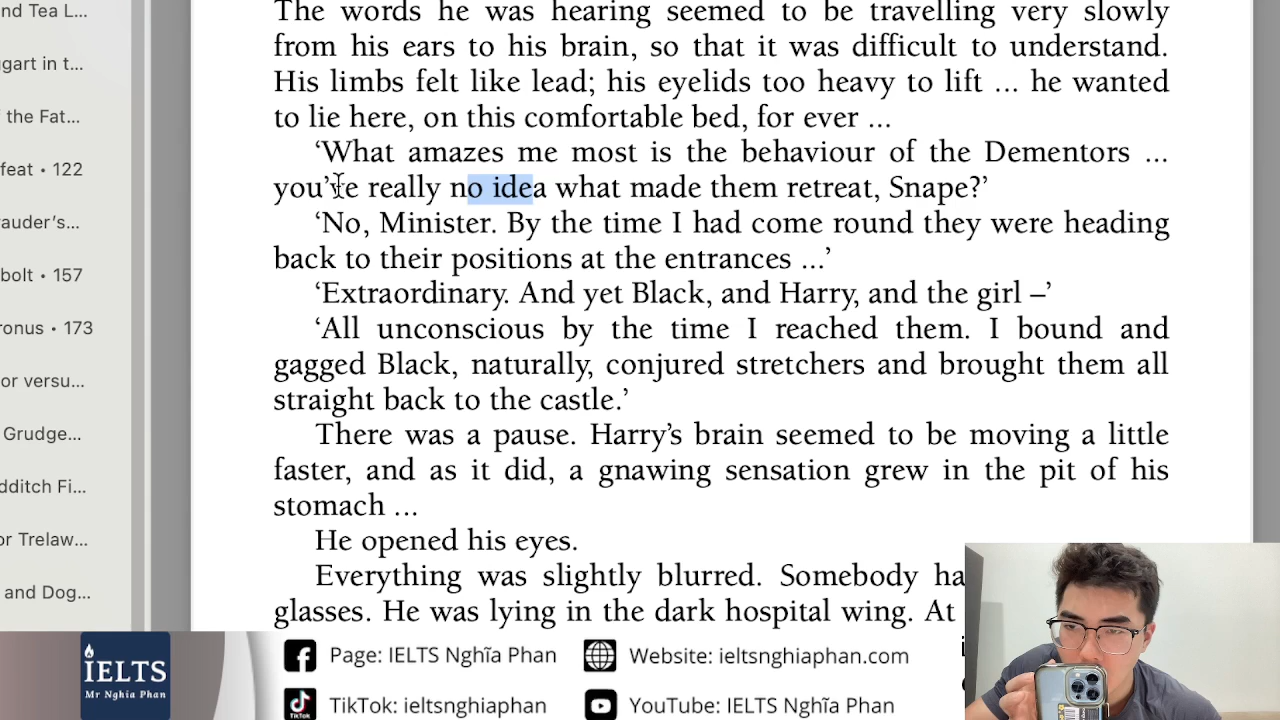 nd Tea L...
gart in t...
the Fat...
feat • 122
auder's...
bolt • 157
ronus • 173
or versu...
Grudge...
dditch Fi...
or Trelaw...
and Dog...
The words he was hearing seemed to be travelling very slowly
from his ears to his brain, so that it was difficult to understand.
His limbs felt like lead; his eyelids too heavy to lift ... he wanted
to lie here, on this comfortable bed, for ever ...
‘What amazes me most is the behaviour of the Dementors ...
you’ve really no idea what made them retreat, Snape?’
‘No, Minister. By the time I had come round they were heading
back to their positions at the entrances ...’
‘Extraordinary. And yet Black, and Harry, and the girl –’
‘All unconscious by the time I reached them. I bound and
gagged Black, naturally, conjured stretchers and brought them all
straight back to the castle.’
There was a pause. Harry’s brain seemed to be moving a little
faster, and as it did, a gnawing sensation grew in the pit of his
stomach ...
He opened his eyes.
Everything was slightly blurred. Somebody ha
glasses. He was lying in the dark hospital wing. At
IELTS
Mr Nghia Phan
Page: IELTS Nghĩa Phan
Website: ieltsnghiaphan.com
TikTok: ieltsnghiaphan
YouTube: IELTS Nghĩa Phan